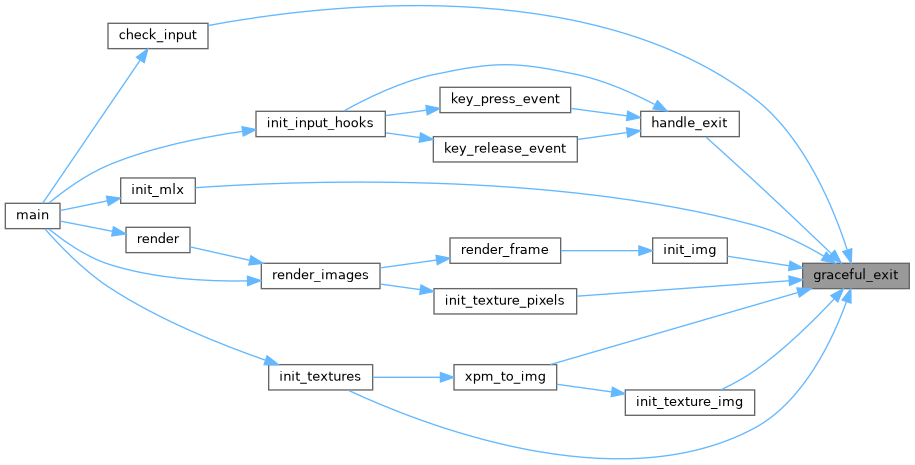 check_input
key_press_event
init_input_hooks
handle_exit
key_release_event
init_mlx
main
render
render_frame
init_img
render_images
graceful_exit
init_texture_pixels
init_textures
xpm_to_img
init_texture_img